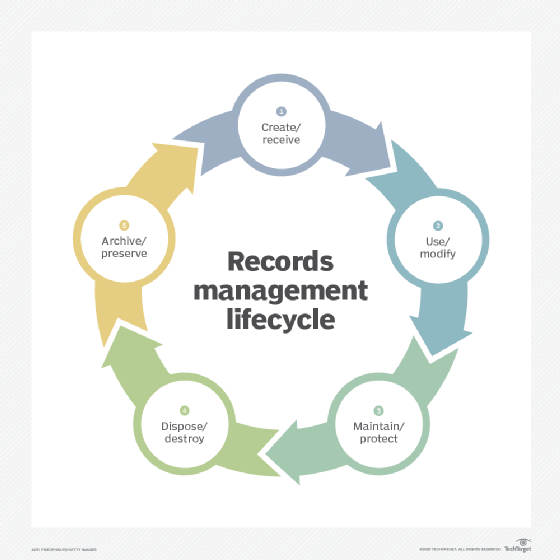 Records
management
lifecycle
1
Create/
receive
2
Use/
modify
3
Maintain/
protect
4
Dispose/
destroy
5
Archive/
preserve
TechTarget